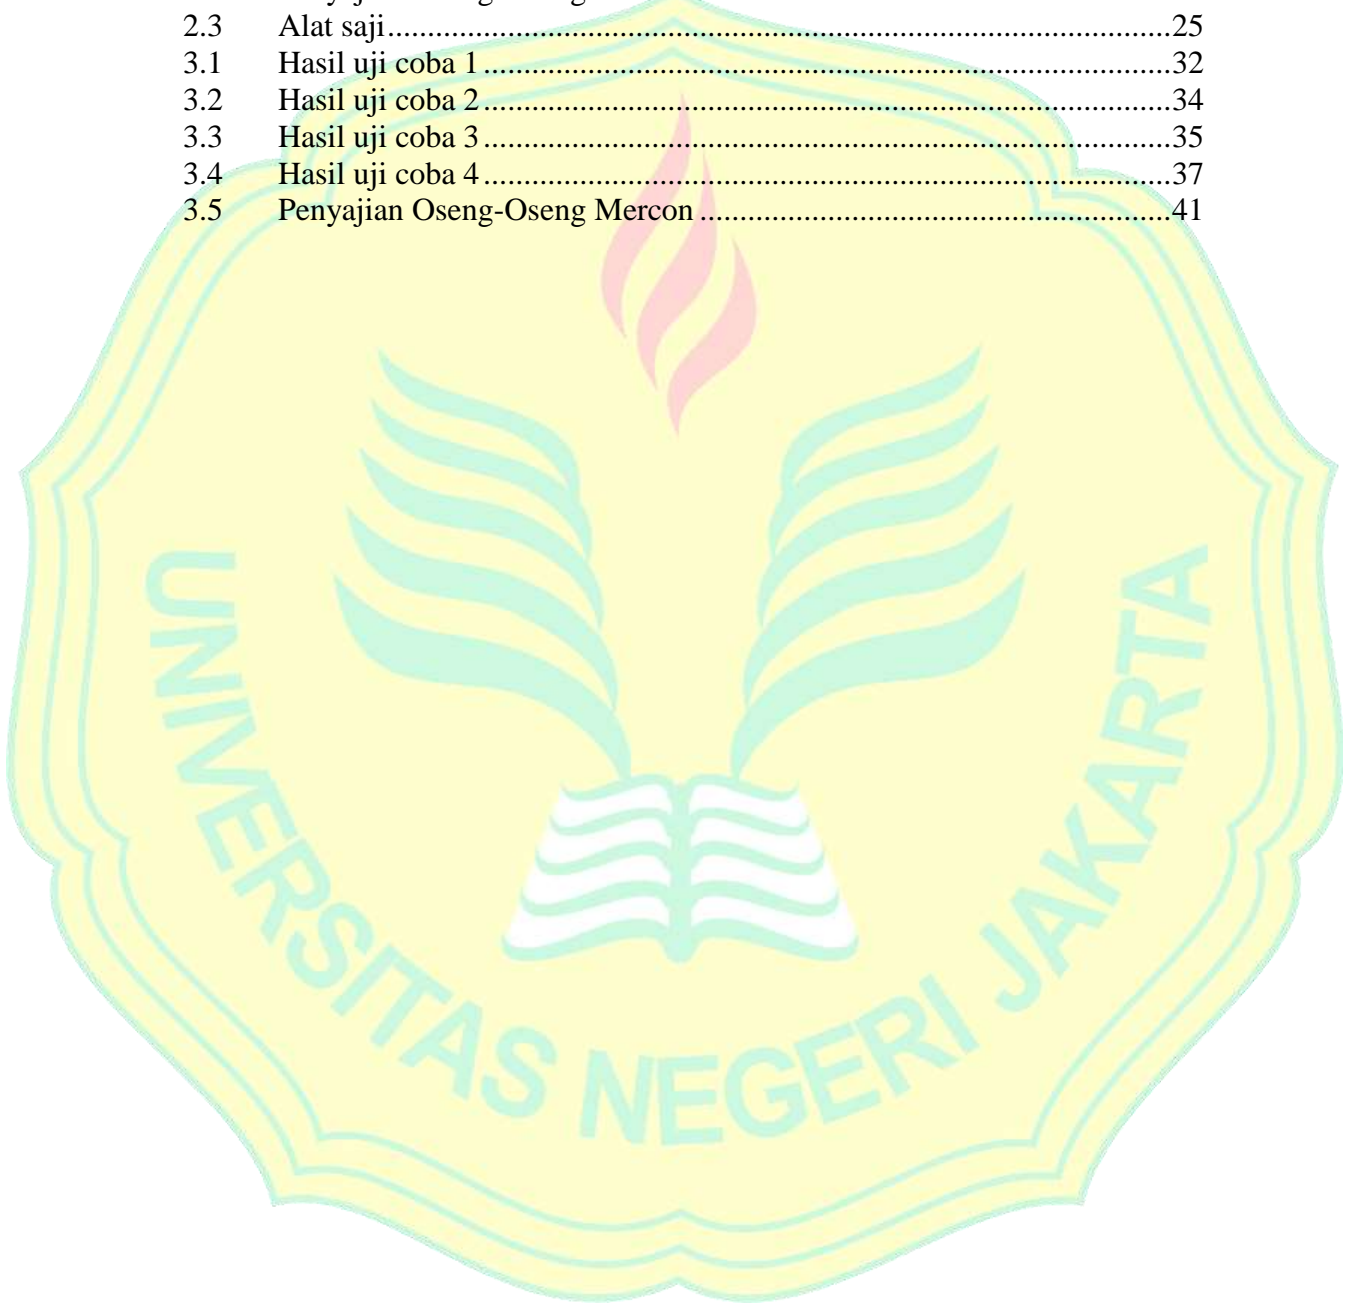 2.3 Alat saji......................................................................................................25
3.1 Hasil uji coba 1..........................................................................................32
3.2 Hasil uji coba 2..........................................................................................34
3.3 Hasil uji coba 3..........................................................................................35
3.4 Hasil uji coba 4..........................................................................................37
3.5 Penyajian Oseng-Oseng Mercon..............................................................41
UNIVERSITAS NEGERI JAKARTA